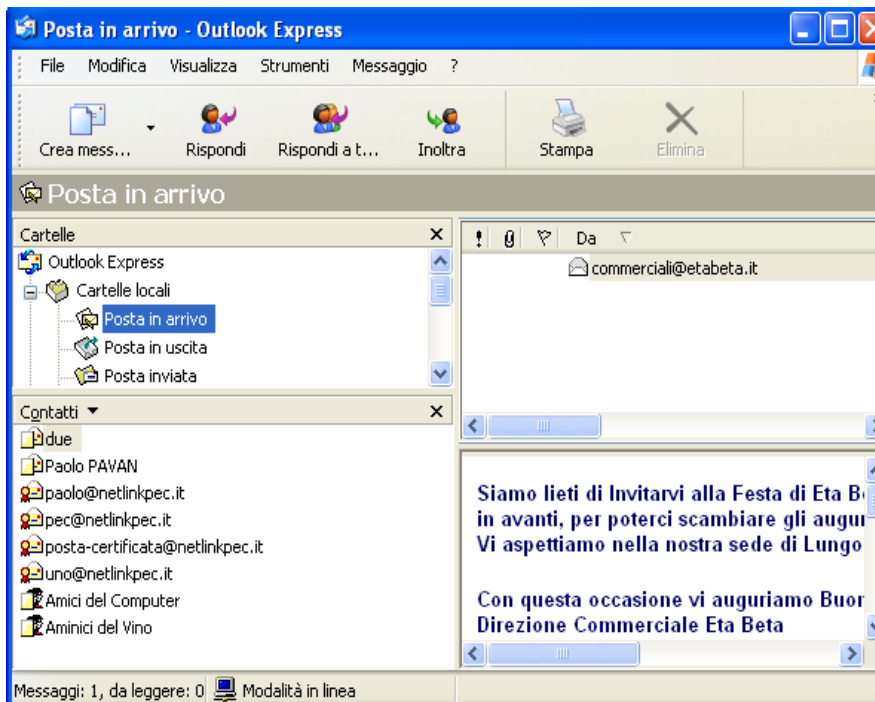 Posta in arrivo - Outlook Express
File Modifica Visualizza Strumenti Messaggio ?
Crea mess... Rispondi Rispondi a t... Inoltra Stampa Elimina
Posta in arrivo
Cartelle
Outlook Express
Cartelle locali
Posta in arrivo
Posta in uscita
Posta inviata
Contatti
due
Paolo PAVAN
paolo@netlinkpec.it
pec@netlinkpec.it
posta-certificata@netlinkpec.it
uno@netlinkpec.it
Amici del Computer
Aminici del Vino
! Da
commerciali@etabeta.it
Siamo lieti di Invitarvi alla Festa di Eta
in avanti, per poterci scambiare gli
Vi aspettiamo nella nostra sede di Lungo
Con questa occasione vi auguriamo
Direzione Commerciale Eta Beta
Messaggi: 1, da leggere: 0 Modalità in linea